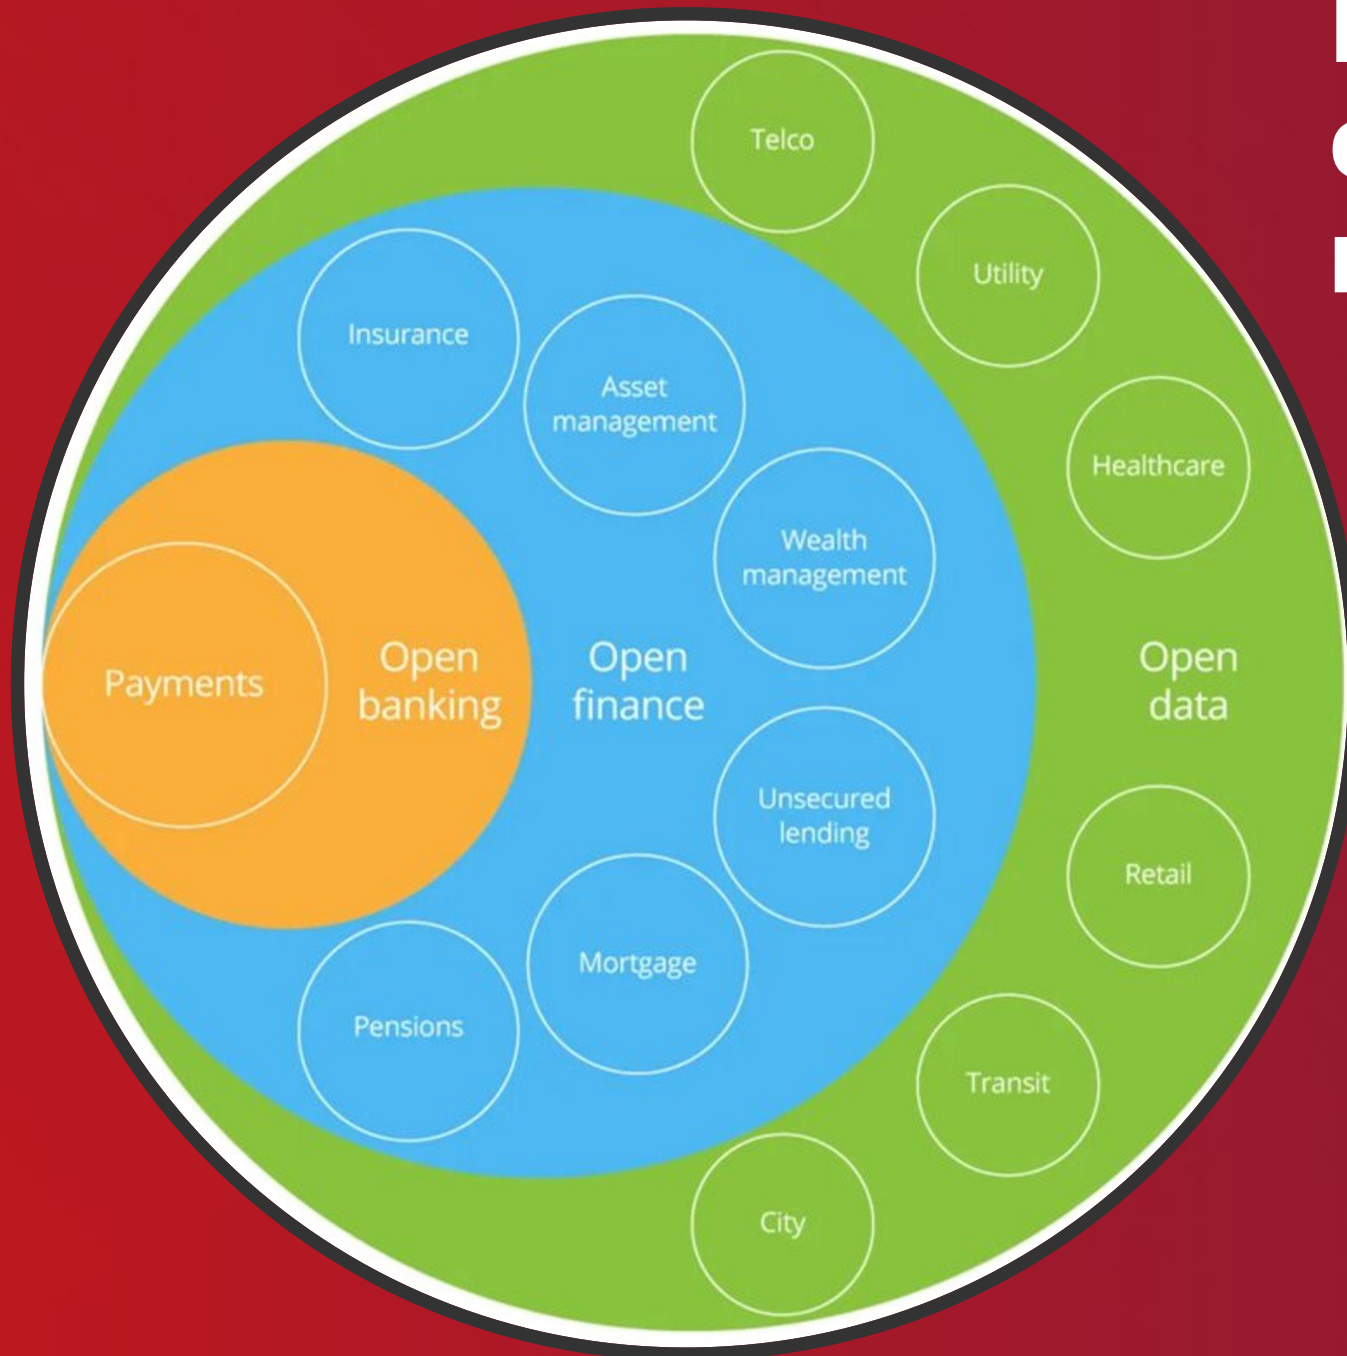 Telco
Utility
Insurance
Asset
management
Healthcare
Wealth
management
Payments
Open
banking
Open
finance
Open
data
Unsecured
lending
Retail
Mortgage
Pensions
Transit
City